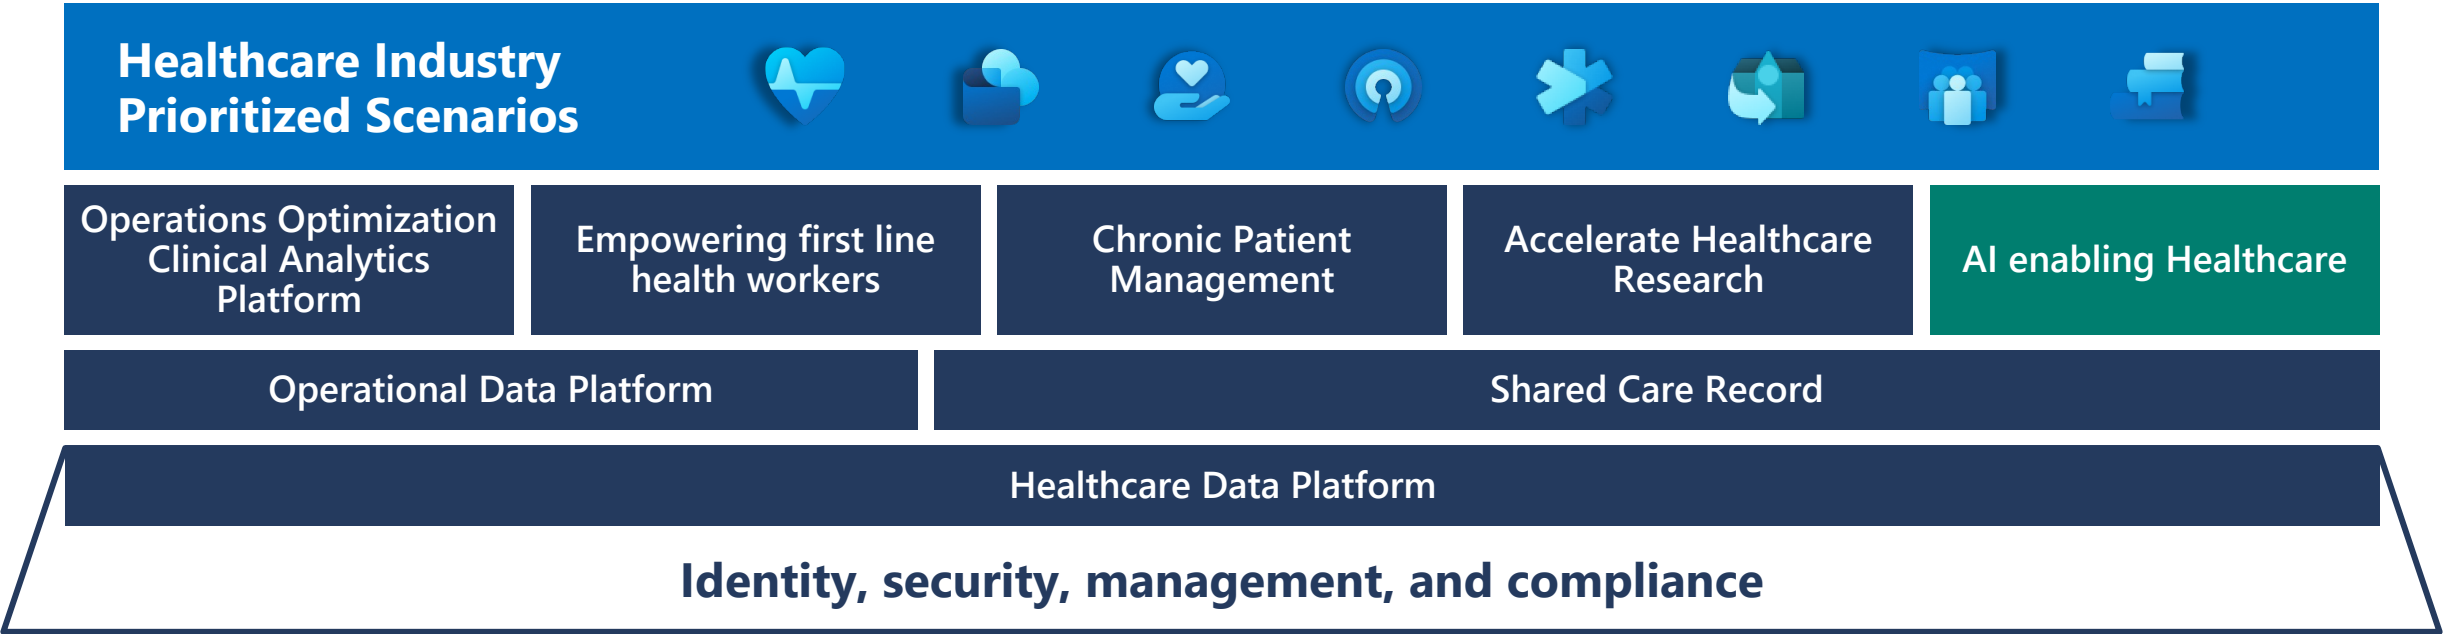 Healthcare Industry
Prioritized Scenarios
Operations Optimization
Clinical Analytics
Platform
Empowering first line
health workers
Chronic Patient
Management
Accelerate Healthcare
Research
AI enabling Healthcare
Operational Data Platform
Shared Care Record
Healthcare Data Platform
Identity, security, management, and compliance